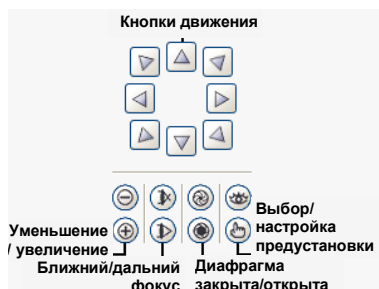 Кнопки движения
Выбор/
настройка
предустановки
Уменьшение
/ увеличение
Ближний/дальний
фокус
Диафрагма
закрыта/открыта